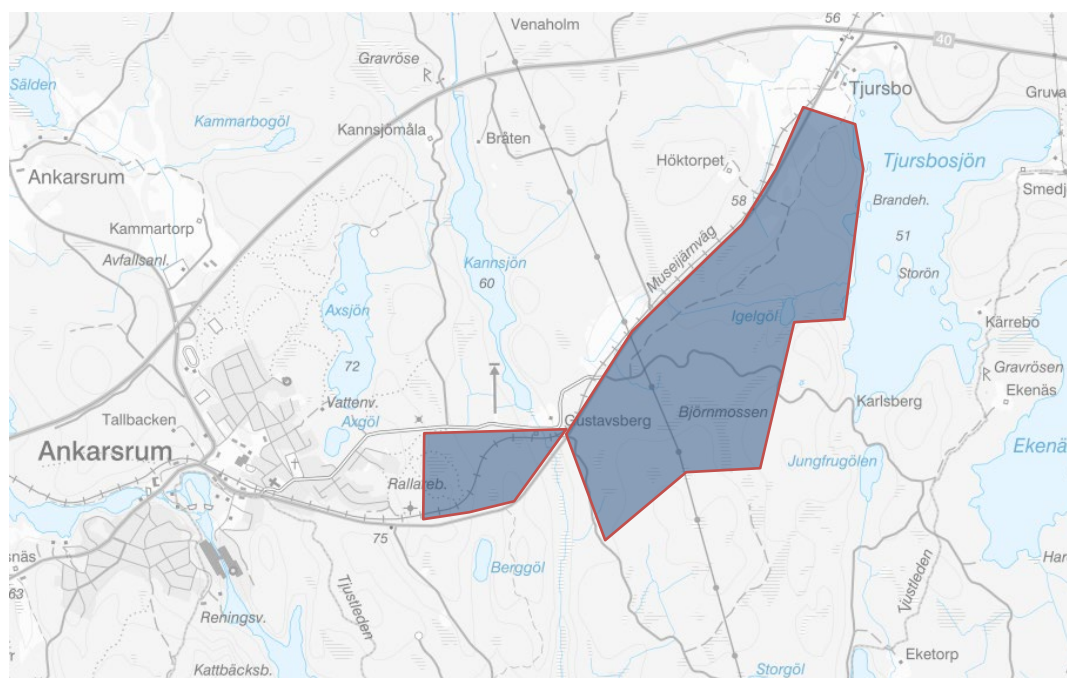 56
Venaholm
40
Gravröse
Tjursbo
Sälden
Gruva
Kammarbogöl
Kannsjömåla
Bråten
Tjursbosjön
Höktorpet
Ankarsrum
Smedj
Brandeh.
58
Kammartorp
51
Avfallsanl.
Kannsjön
Museijärnväg
Storön
60
Axsjön
Igelgöl
Kärrebo
72
Gravrösen
Ekenäs
Vattenv.
Karlsberg
Tallbacken
Axgöl
Gustavsberg
Björnmossen
Ankarsrum
Ekenä
Jungfrugölen
Rallareb.
75
snäs
Berggöl
Har
63
Tjustleden
Tjustleden
Reningsv.
Eketorp
Kattbäcksb.
Storgöl